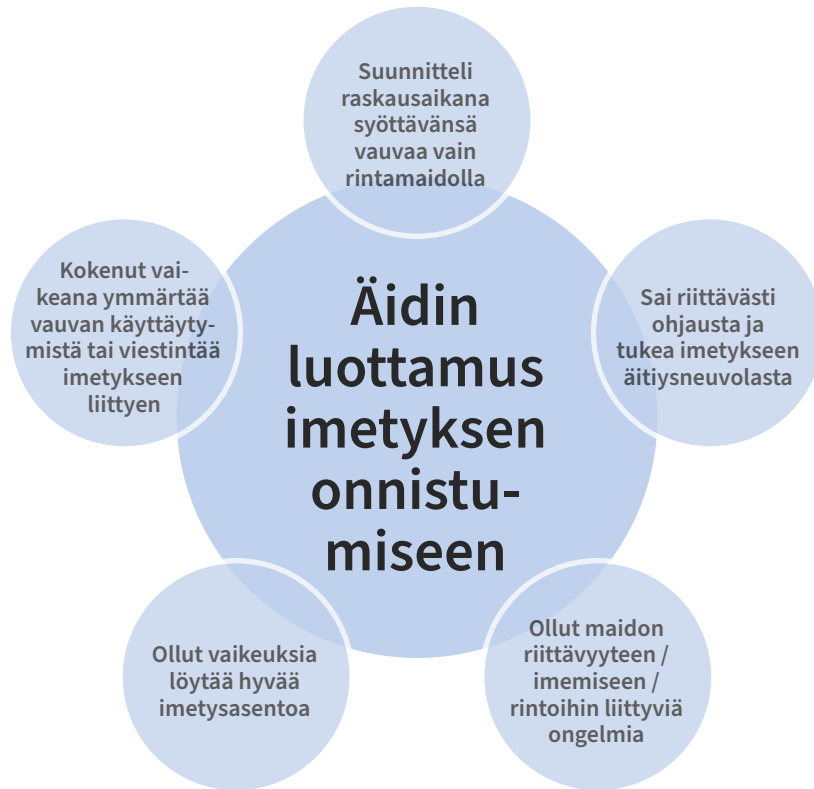 Suunnitteli
raskausaikana
syöttävänsä
vauvaa vain
rintamaidolla
Kokenut vai-
keana ymmärtää
vauvan käyttäyty-
mistä tai viestintää
imetykseen
liittyen
Äidin
luottamus
imetyksen
onnistu-
miseen
Sai riittävästi
ohjausta ja
tukea imetykseen
äitiysneuvolasta
Ollut vaikeuksia
löytää hyvää
imetysasentoa
Ollut maidon
riittävyyteen /
imemiseen /
rintoihin liittyviä
ongelmia